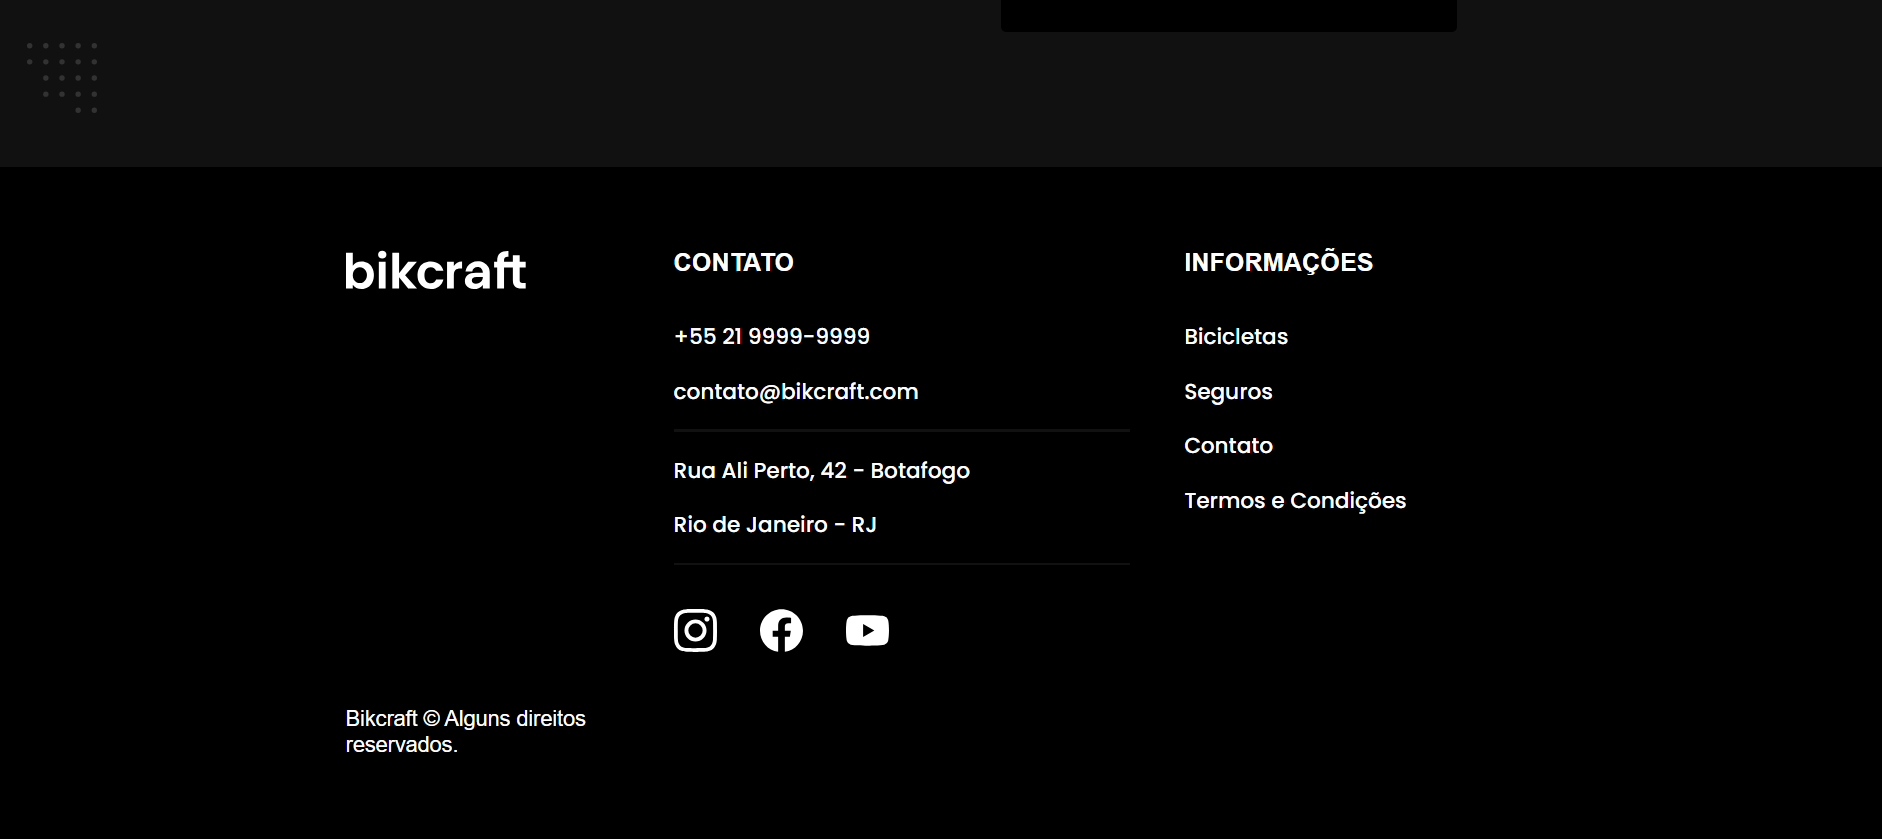 bikcraft
CONTATO
+55 21 9999-9999
contato@bikcraft.com
Rua Ali Perto, 42 - Botafogo
Rio de Janeiro - RJ
INFORMAÇÕES
Bicicletas
Seguros
Contato
Termos e Condições
Bikcraft © Alguns direitos
reservados.